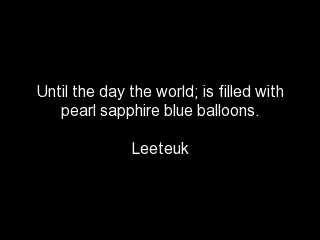 Until the day the world; is filled with
pearl sapphire blue balloons.
Leeteuk